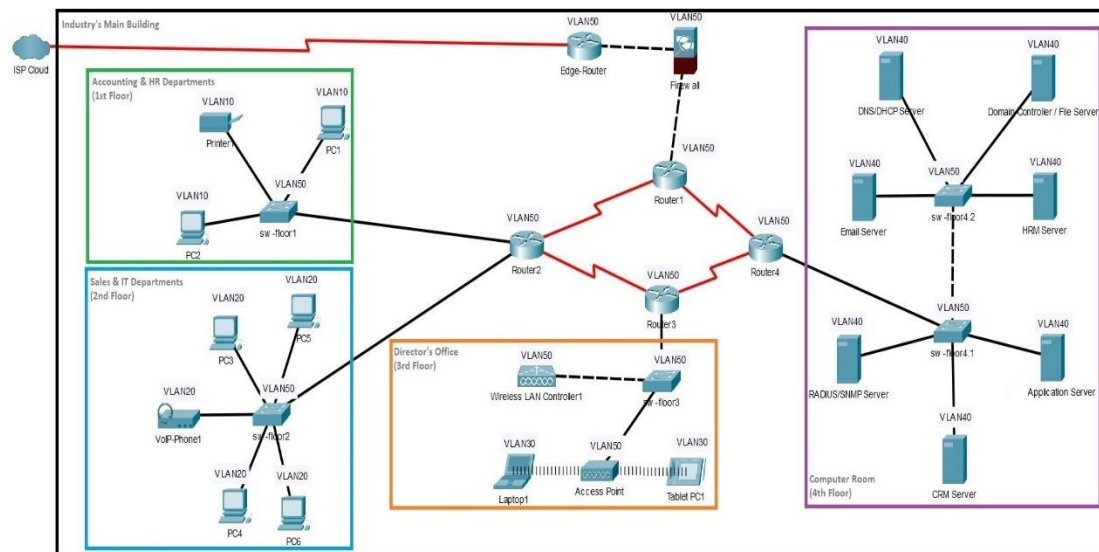 Industry's Main Building
VLAN50
VLAN50
ISP Cloud
Edge-Router
Firewall
Accounting & HR Departments
(1st Floor)
VLAN10
VLAN10
Printer1
PC1
VLAN10
VLAN50
PC2
sw-floor1
Sales & IT Departments
(2nd Floor)
VLAN20
VLAN20
PC3
PC5
VLAN20
VLAN50
VoIP-Phone1
sw-floor2
VLAN20
VLAN20
PC4
PC6
VLAN50
Router1
VLAN50
Router2
VLAN50
Router4
VLAN50
Router3
Director's Office
(3rd Floor)
VLAN50
VLAN50
Wireless LAN Controller1
sw-floor3
VLAN30
VLAN50
VLAN30
Laptop1
Access Point
Tablet PC1
VLAN40
VLAN40
DNS/DHCP Server
Domain Controller / File Server
VLAN40
VLAN50
VLAN40
Email Server
sw-floor4.2
HRM Server
VLAN40
VLAN50
VLAN40
RADIUS/SNMP Server
sw-floor4.1
Application Server
VLAN40
CRM Server
Computer Room
(4th Floor)